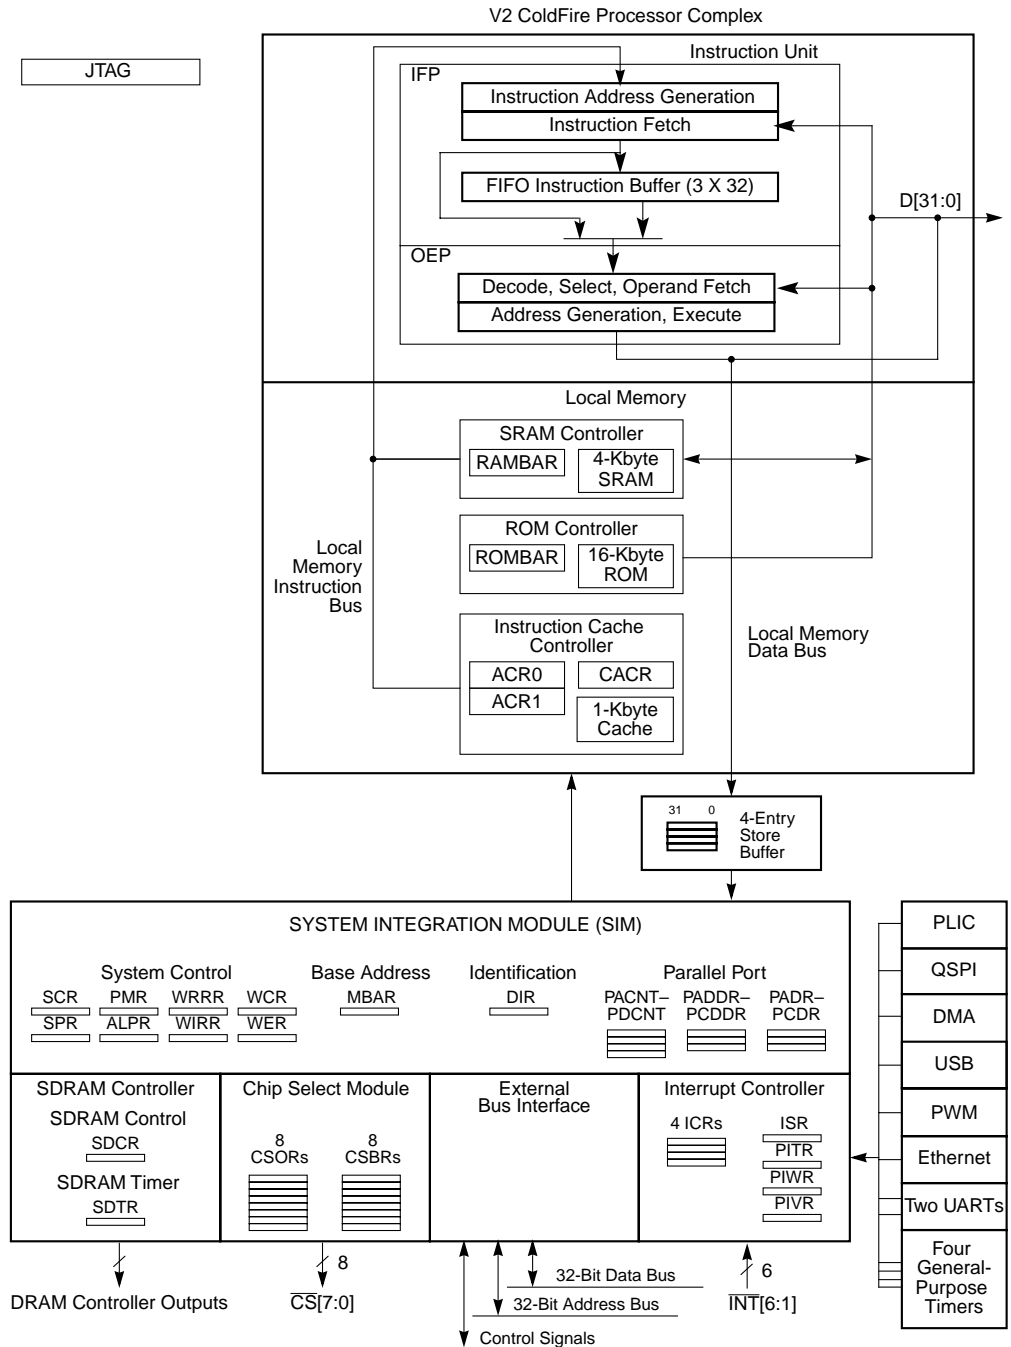 V2 ColdFire Processor Complex
JTAG
Instruction Unit
IFP
Instruction Address Generation
Instruction Fetch
FIFO Instruction Buffer (3 X 32)
D[31:0]
OEP
Decode, Select, Operand Fetch
Address Generation, Execute
Local Memory
SRAM Controller
RAMBAR
4-Kbyte
SRAM
ROM Controller
ROMBAR
16-Kbyte
ROM
Local
Memory
Instruction
Bus
Instruction Cache
Controller
ACR0
CACR
ACR1
1-Kbyte
Cache
Local Memory
Data Bus
31 0
4-Entry
Store
Buffer
SYSTEM INTEGRATION MODULE (SIM)
System Control
SCR PMR WRRR WCR
SPR ALPR WIRR WER
Base Address
MBAR
Identification
DIR
Parallel Port
PACNT–
PDCNT
PADDR–
PCDDR
PADR–
PCDR
SDRAM Controller
SDRAM Control
SDCR
SDRAM Timer
SDTR
Chip Select Module
8
CSORs
8
CSBRs
External
Bus Interface
Interrupt Controller
4 ICRs
ISR
PITR
PIWR
PIVR
PLIC
QSPI
DMA
USB
PWM
Ethernet
Two UARTs
Four
General-
Purpose
Timers
DRAM Controller Outputs
8
CS[7:0]
32-Bit Data Bus
32-Bit Address Bus
Control Signals
6
INT[6:1]